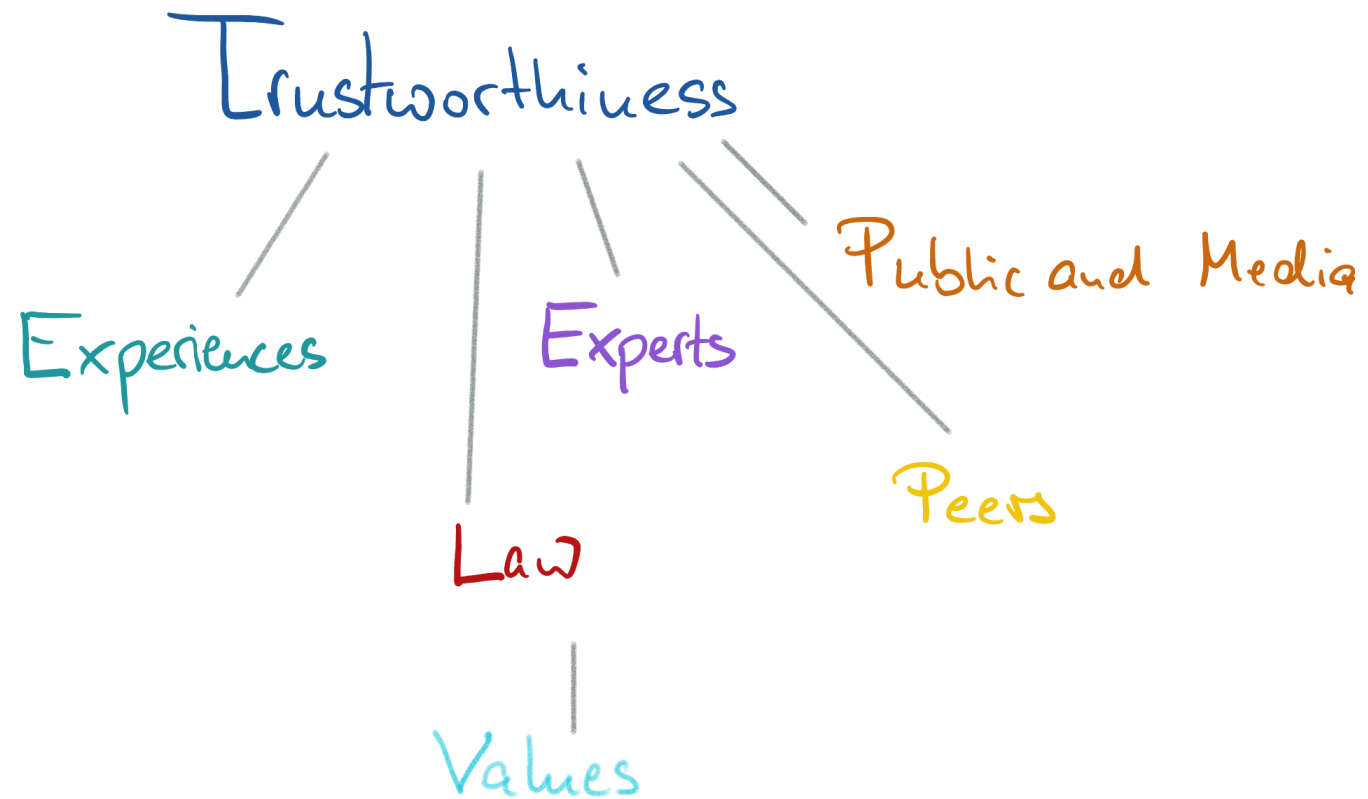 Trustworthiness
Public and Media
Experiences
Experts
Peers
Law
Values